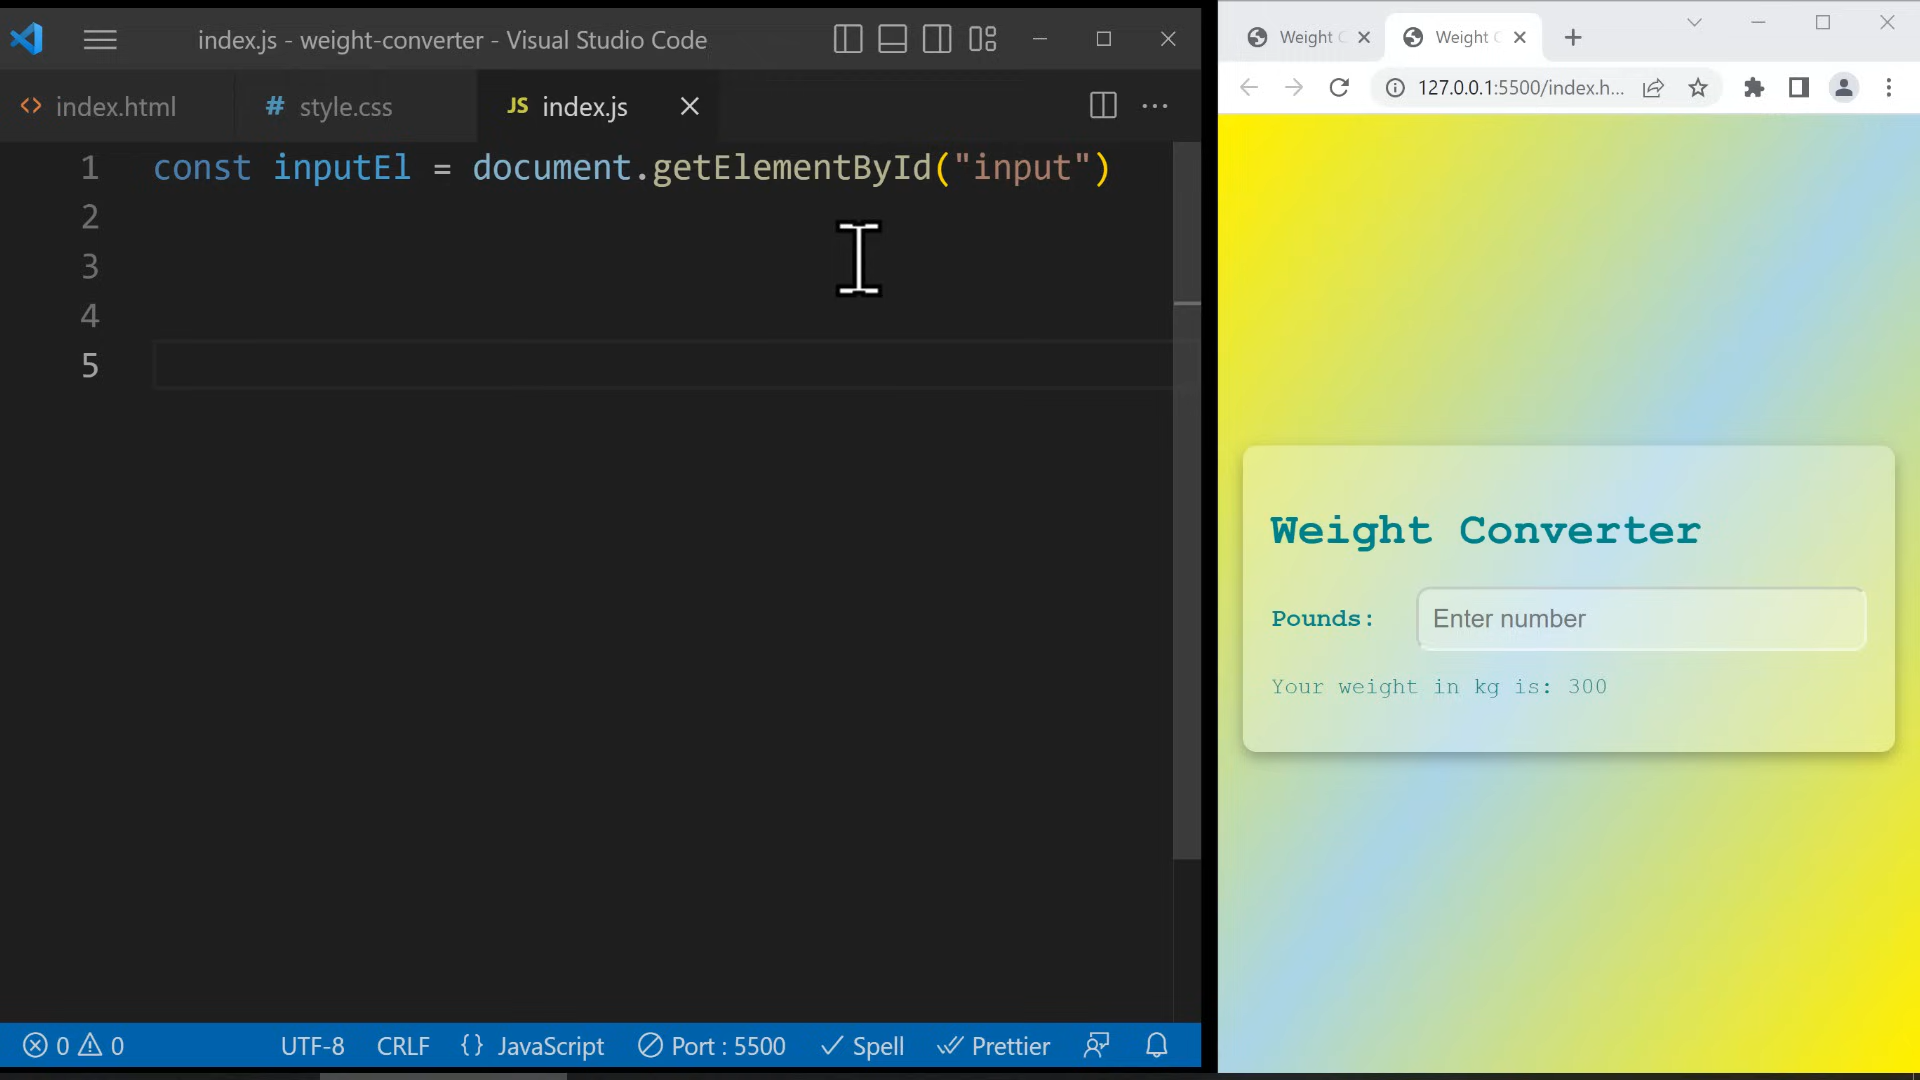 index.js - weight-converter - Visual Studio Code
index.html
# style.css
JS index.js
1 const inputEl = document.getElementById("input")
2
3
4
5
0 0 UTF-8 CRLF {} JavaScript Port : 5500 Spell Prettier
Weight C
Weight C
127.0.0.1:5500/index.h...
Weight Converter
Pounds: Enter number
Your weight in kg is: 300